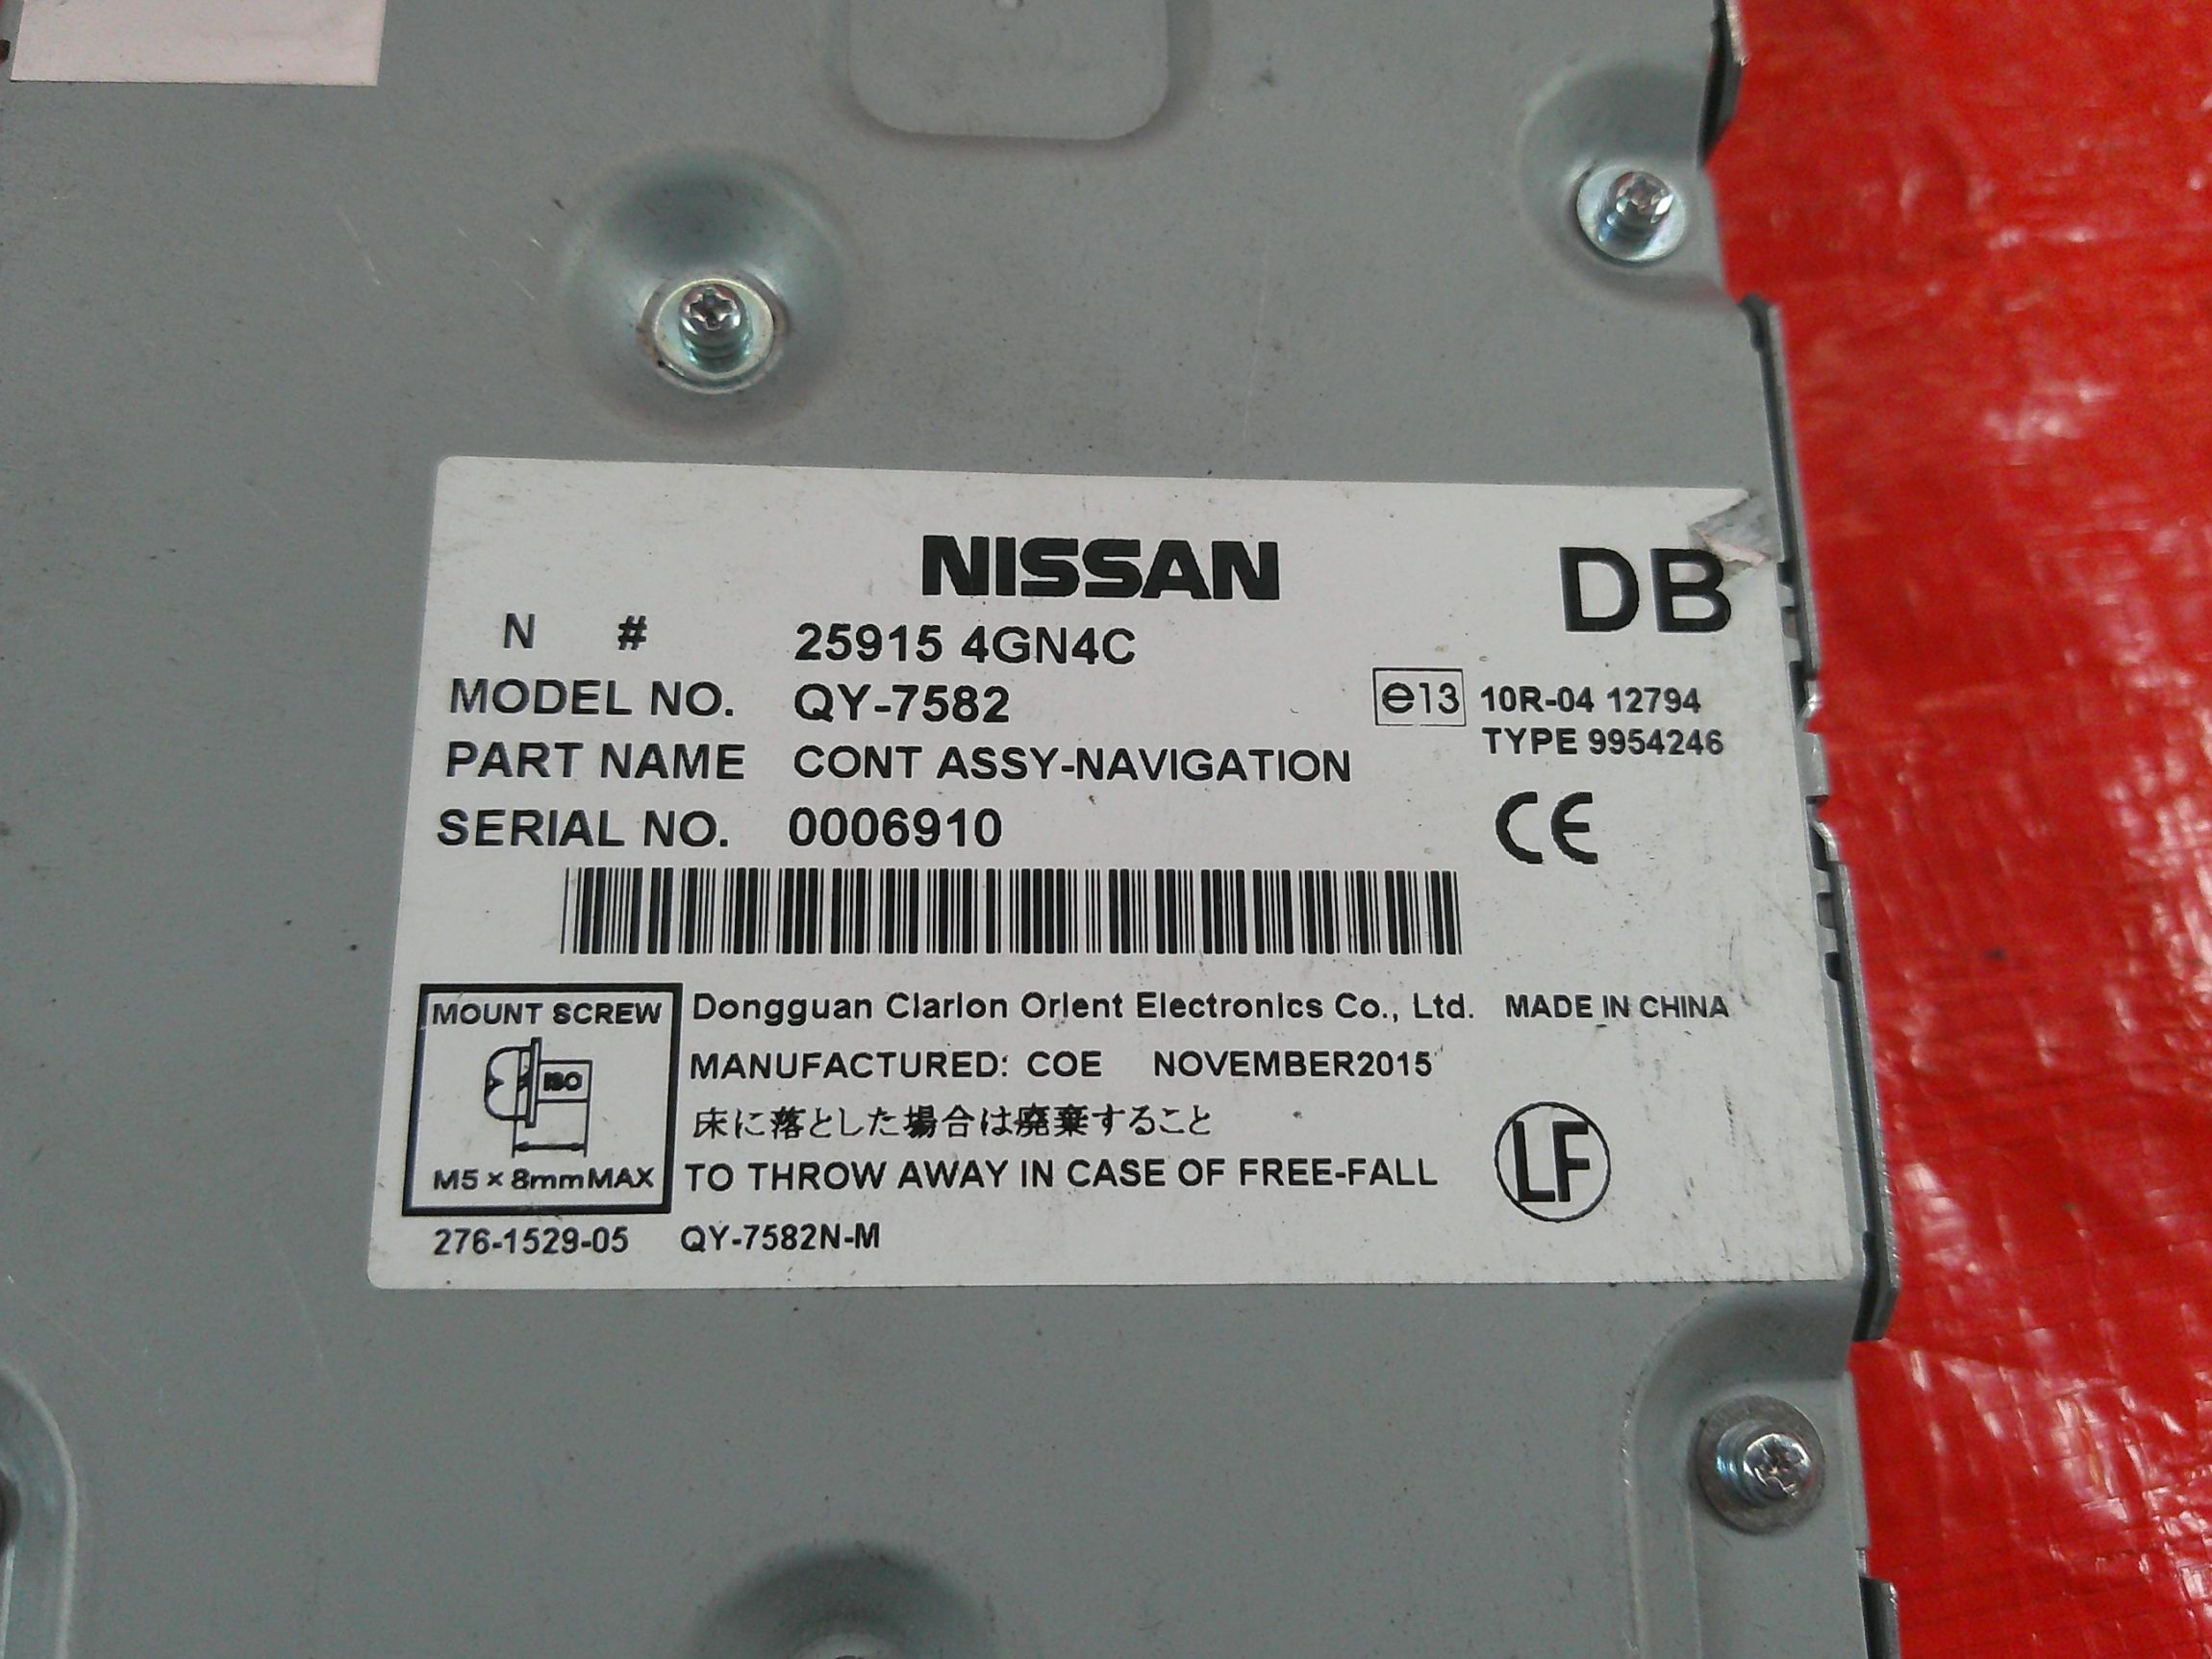 NISSAN
DB
N # 25915 4GN4C
MODEL NO. QY-7582
e13 10R-04 12794
TYPE 9954246
PART NAME CONT ASSY-NAVIGATION
SERIAL NO. 0006910
CE
MOUNT SCREW
ISO
M5 × 8mmMAX
Dongguan Clarion Orient Electronics Co., Ltd. MADE IN CHINA
MANUFACTURED: COE NOVEMBER2015
床に落とした場合は廃棄すること
TO THROW AWAY IN CASE OF FREE-FALL
LF
276-1529-05 QY-7582N-M